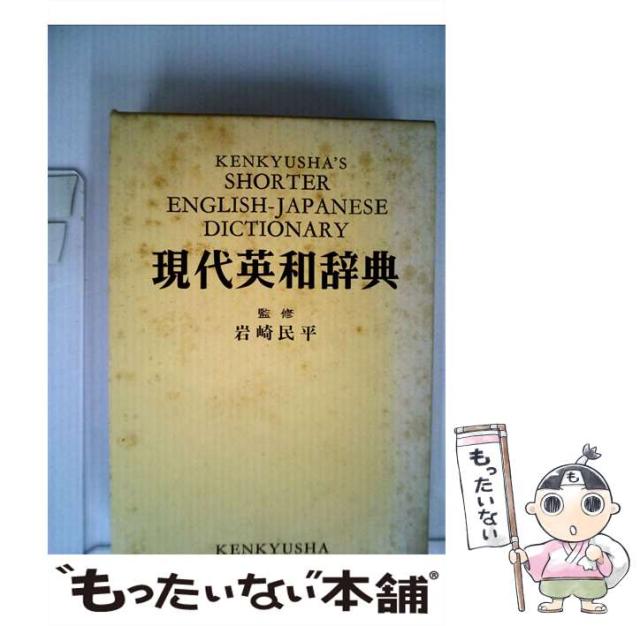 KENKYUSHA'S
SHORTER
ENGLISH-JAPANESE
DICTIONARY
現代英和辞典
監修
岩崎民平
KENKYUSHA
"もったいない"本舗®
もったいない
も